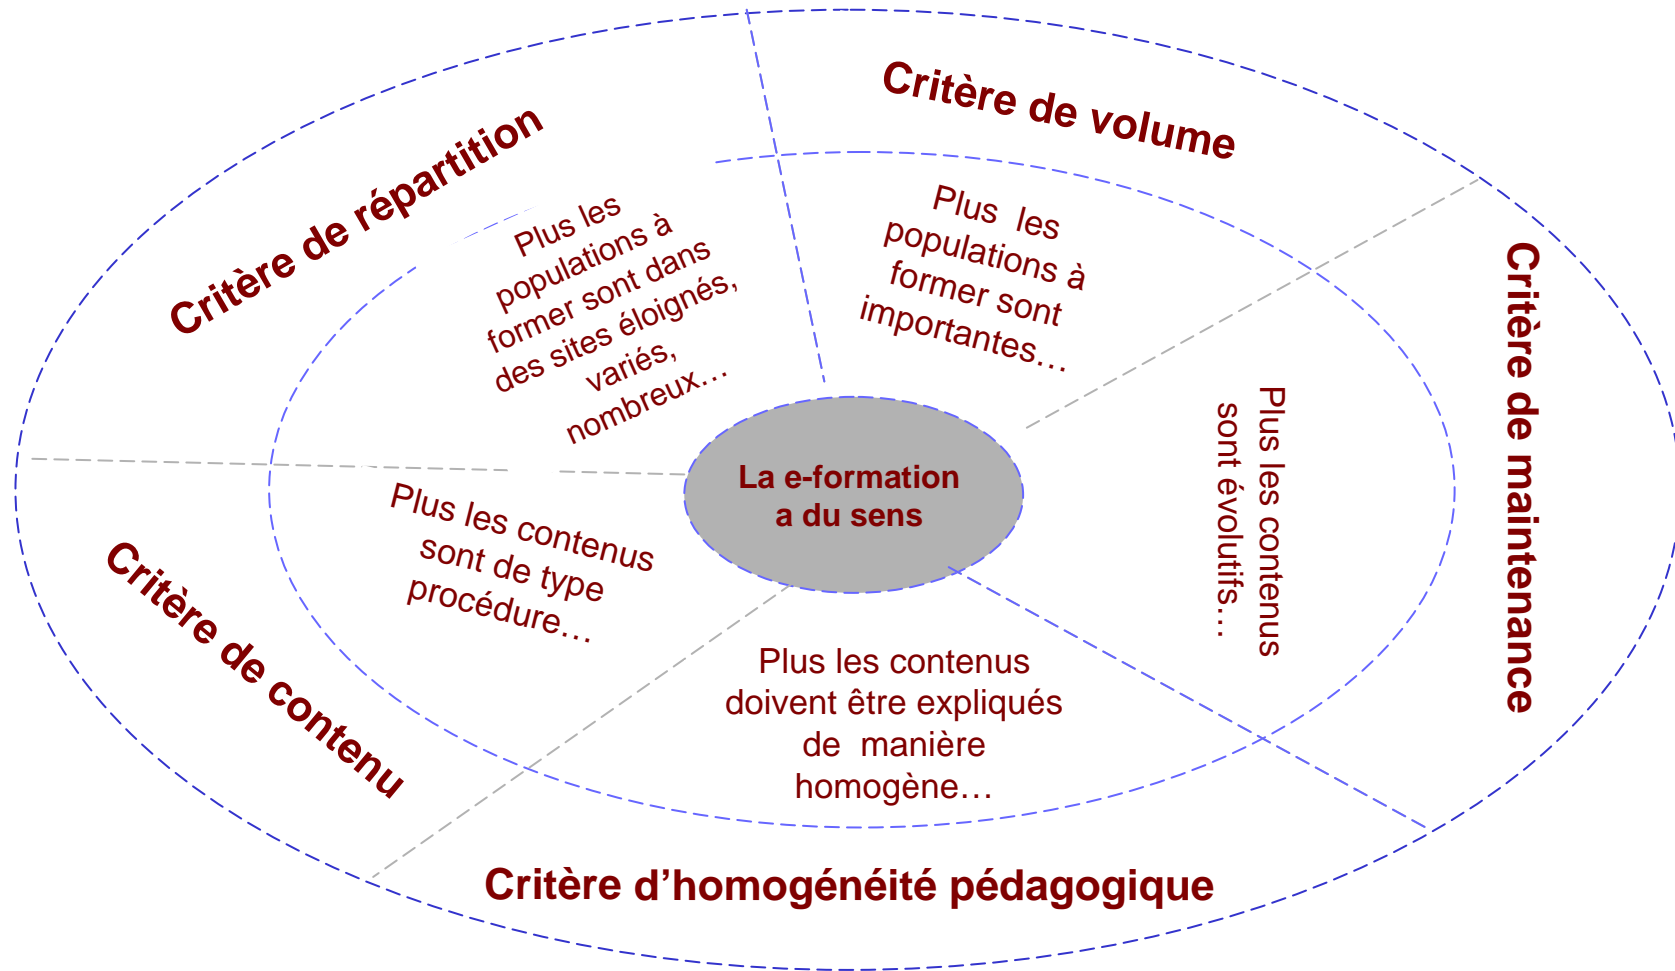 Critère de volume
Plus les
populations à
former sont
importantes…
Critère de répartition
Plus les
populations à
former sont dans
des sites éloignés,
variés,
nombreux…
Critère de maintenance
Plus les contenus
sont évolutifs…
La e-formation
a du sens
Critère de contenu
Plus les contenus
sont de type
procédure…
Plus les contenus
doivent être expliqués
de manière
homogène…
Critère d’homogénéité pédagogique